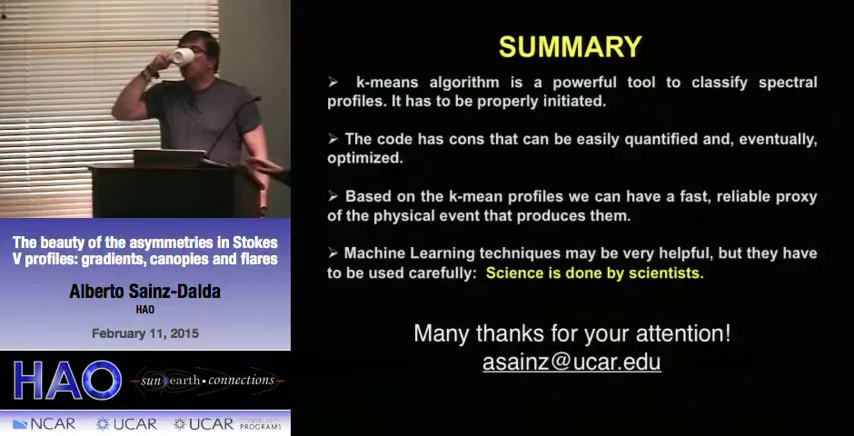 SUMMARY
➢ k-means algorithm is a powerful tool to classify spectral
profiles. It has to be properly initiated.
➢ The code has cons that can be easily quantified and, eventually,
optimized.
➢ Based on the k-mean profiles we can have a fast, reliable proxy
of the physical event that produces them.
➢ Machine Learning techniques may be very helpful, but they have
to be used carefully: Science is done by scientists.
Many thanks for your attention!
asainz@ucar.edu
The beauty of the asymmetries in Stokes
V profiles: gradients, canopies and flares
Alberto Sainz-Dalda
HAO
February 11, 2015
HAO
sun earth • connections
NCAR
UCAR
UCAR
PROGRAMS